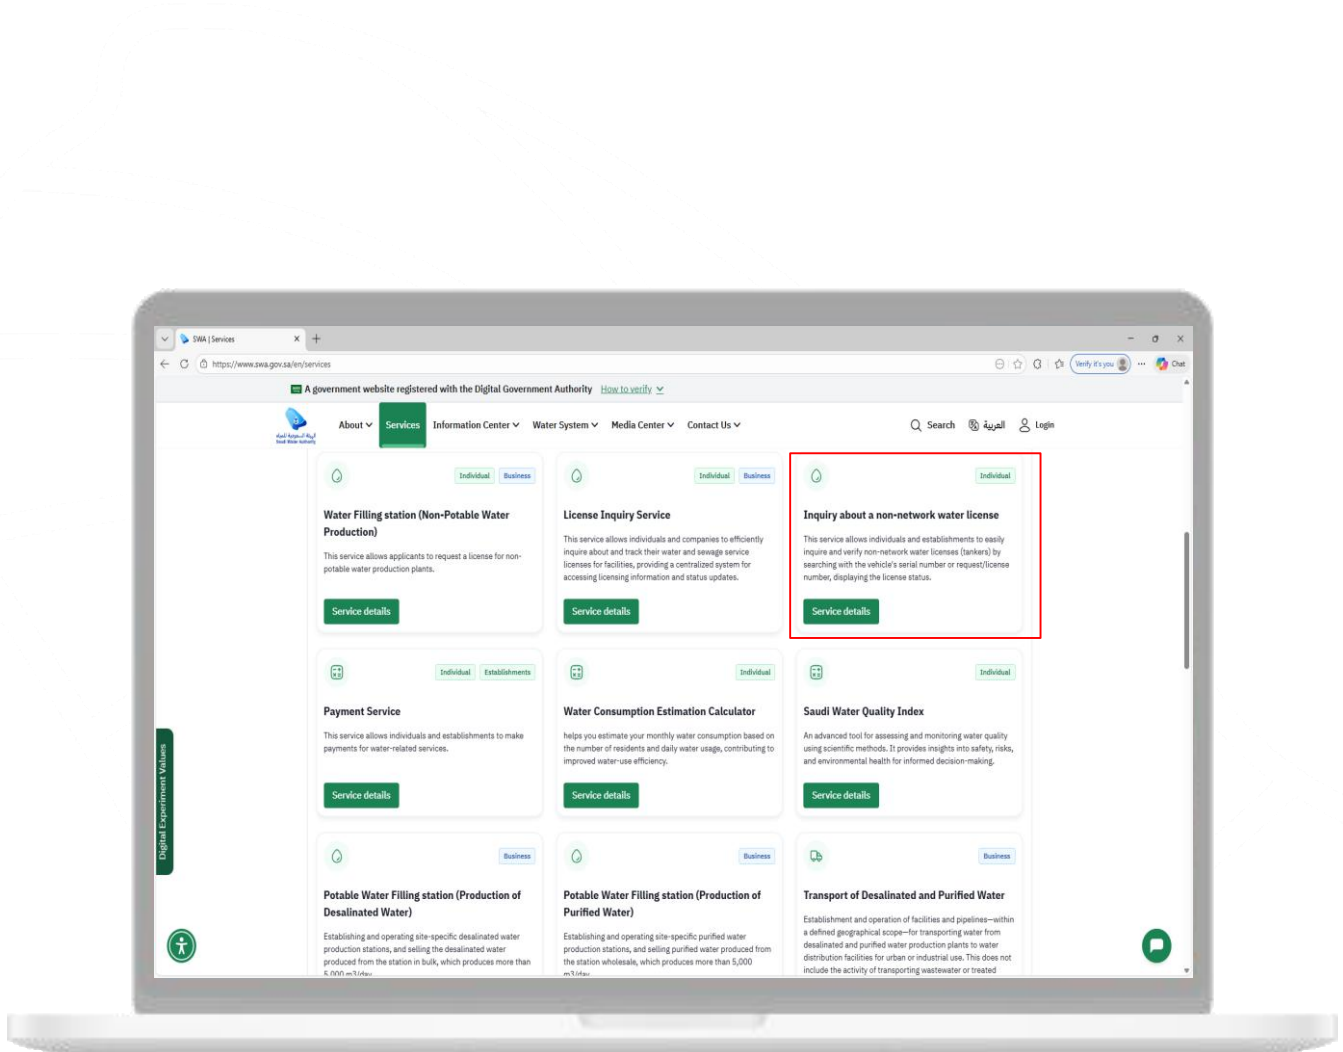 SWA | Services
https://www.swa.gov.sa/en/services
Verify it's you
Chat
A government website registered with the Digital Government Authority How to verify
الهيئة السعودية للمياه
Saudi Water Authority
About
Services
Information Center
Water System
Media Center
Contact Us
Search
العربية
Login
Individual Business
Water Filling station (Non-Potable Water
Production)
This service allows applicants to request a license for non-
potable water production plants.
Service details
Individual Business
License Inquiry Service
This service allows individuals and companies to efficiently
inquire about and track their water and sewage service
licenses for facilities, providing a centralized system for
accessing licensing information and status updates.
Service details
Individual
Inquiry about a non-network water license
This service allows individuals and establishments to easily
inquire and verify non-network water licenses (tankers) by
searching with the vehicle's serial number or request/license
number, displaying the license status.
Service details
Individual Establishments
Payment Service
This service allows individuals and establishments to make
payments for water-related services.
Service details
Individual
Water Consumption Estimation Calculator
helps you estimate your monthly water consumption based on
the number of residents and daily water usage, contributing to
improved water-use efficiency.
Service details
Individual
Saudi Water Quality Index
An advanced tool for assessing and monitoring water quality
using scientific methods. It provides insights into safety, risks,
and environmental health for informed decision-making.
Service details
Business
Potable Water Filling station (Production of
Desalinated Water)
Establishing and operating site-specific desalinated water
production stations, and selling the desalinated water
produced from the station in bulk, which produces more than
5,000 m3/day
Business
Potable Water Filling station (Production of
Purified Water)
Establishing and operating site-specific purified water
production stations, and selling purified water produced from
the station wholesale, which produces more than 5,000
m3/day
Business
Transport of Desalinated and Purified Water
Establishment and operation of facilities and pipelines—within
a defined geographical scope—for transporting water from
desalinated and purified water production plants to water
distribution facilities for urban or industrial use. This does not
include the activity of transporting wastewater or treated
Digital Experiment Values